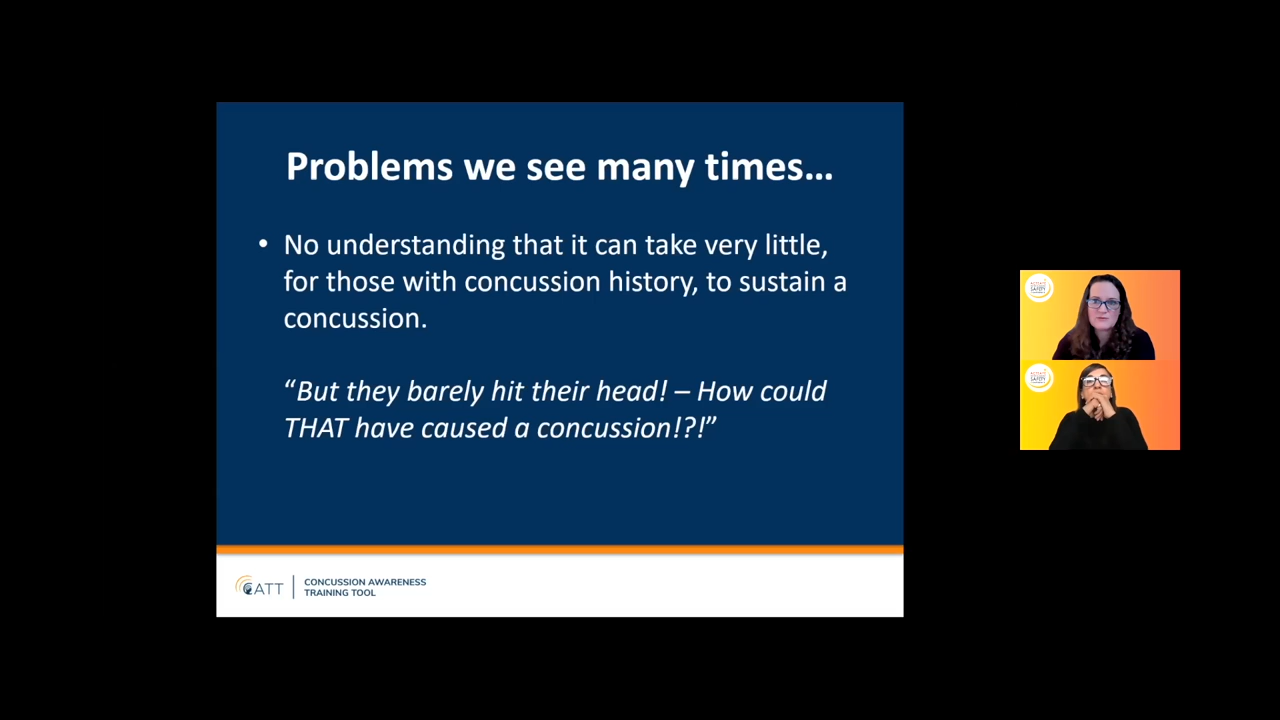 Problems we see many times…
• No understanding that it can take very little,
for those with concussion history, to sustain a
concussion.
“But they barely hit their head! – How could
THAT have caused a concussion!?!”
CATT
CONCUSSION AWARENESS
TRAINING TOOL